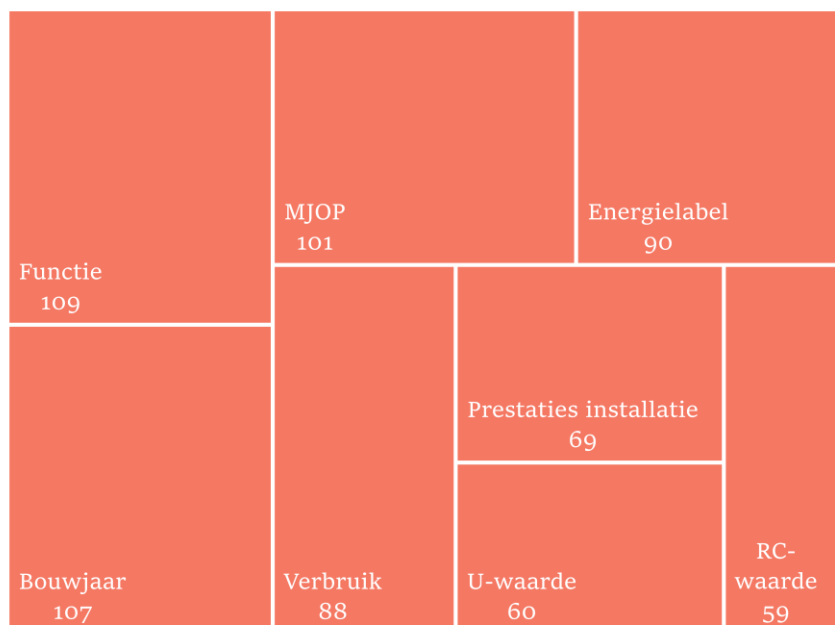 Functie
109
MJOP
101
Energielabel
90
Bouwjaar
107
Verbruik
88
Prestaties installatie
69
U-waarde
60
RC-
waarde
59